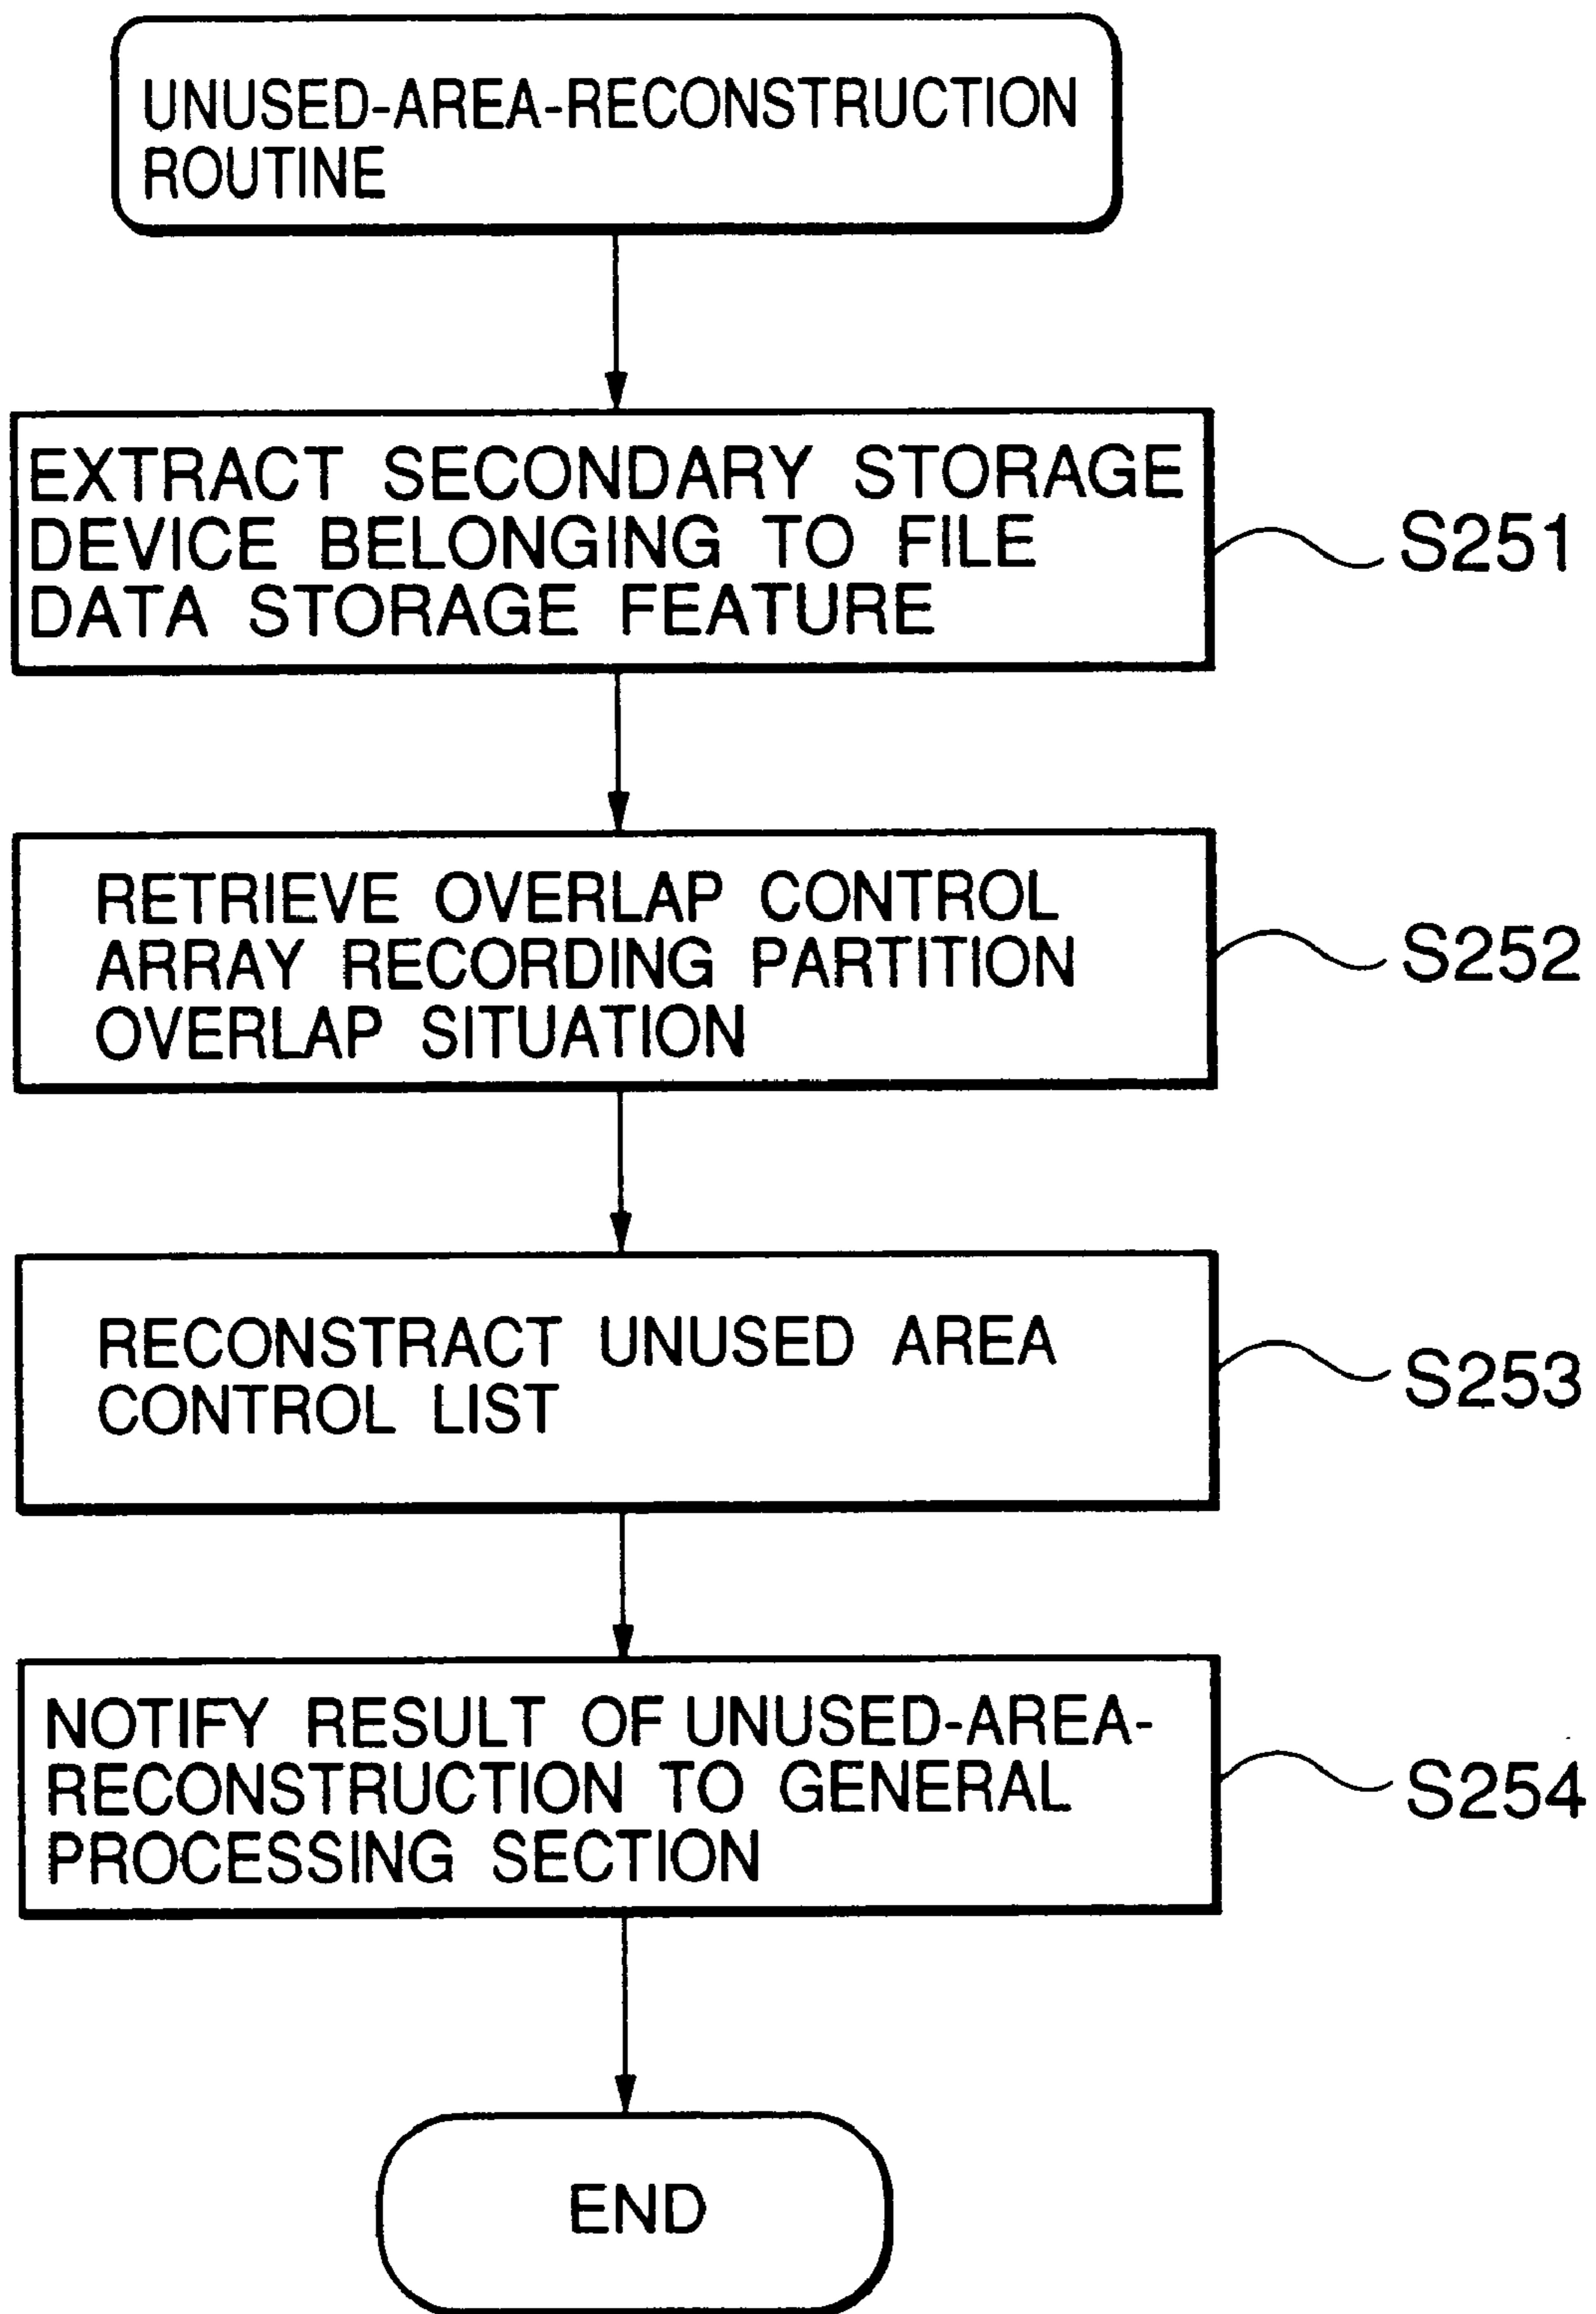 UNUSED-AREA-RECONSTRUCTION
ROUTINE
EXTRACT SECONDARY STORAGE
DEVICE BELONGING TO FILE
DATA STORAGE FEATURE
S251
RETRIEVE OVERLAP CONTROL
ARRAY RECORDING PARTITION
OVERLAP SITUATION
S252
RECONSTRACT UNUSED AREA
CONTROL LIST
S253
NOTIFY RESULT OF UNUSED-AREA-
RECONSTRUCTION TO GENERAL
PROCESSING SECTION
S254
END